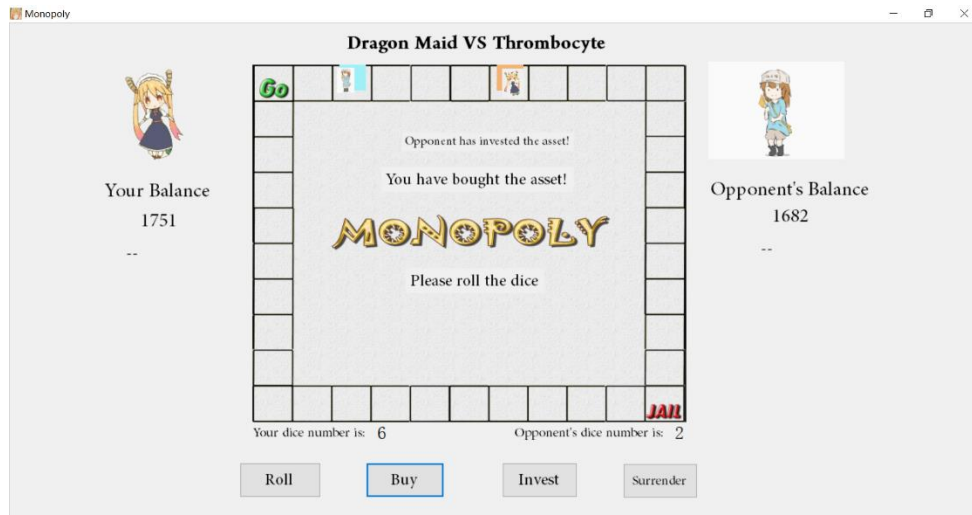 Monopoly
Dragon Maid VS Thrombocyte
Go
Opponent has invested the asset!
You have bought the asset!
Your Balance
1751
--
Opponent's Balance
1682
--
MONOPOLY
Please roll the dice
JAIL
Your dice number is: 6
Opponent's dice number is: 2
Roll
Buy
Invest
Surrender